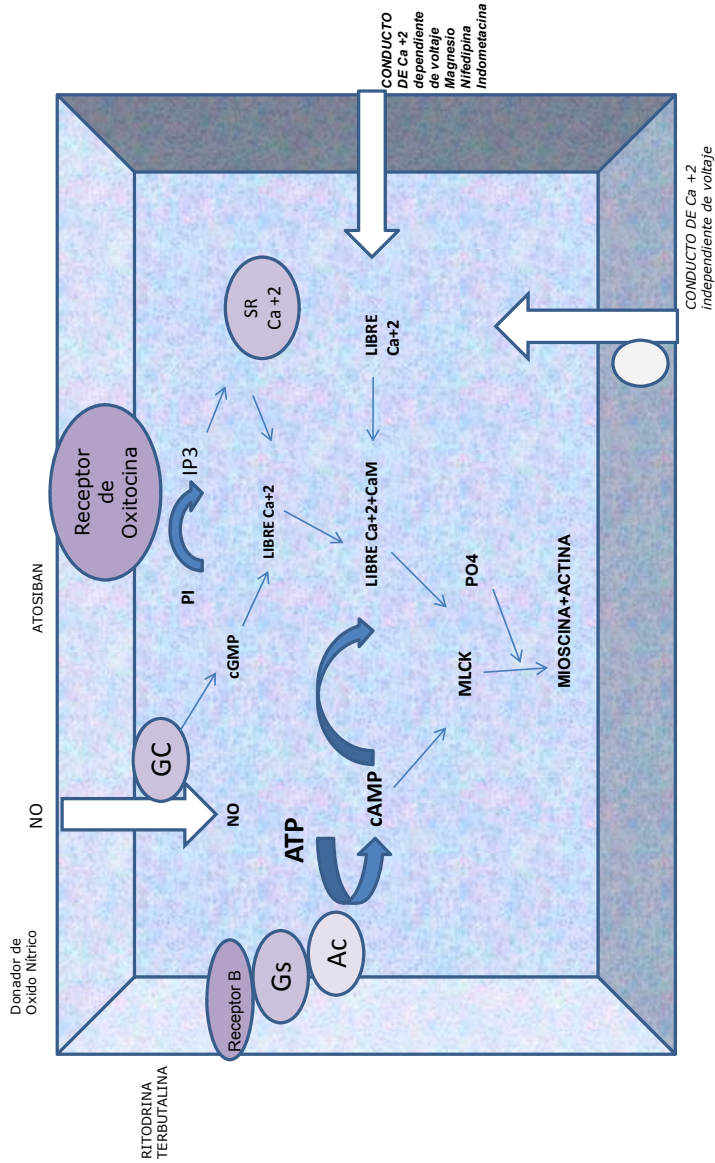 Donador de
Oxido Nítrico
NO
ATOSIBAN
RITODRINA
TERBUTALINA
Receptor
de
Oxitocina
GC
Receptor B
Gs
Ac
NO
cGMP
PI
IP3
SR
Ca +2
LIBRE Ca+2
ATP
cAMP
LIBRE Ca+2+CaM
LIBRE
Ca+2
MLCK
PO4
MIOSCINA+ACTINA
CONDUCTO
DE Ca +2
dependiente
de voltaje
Magnesio
Nifedipina
Indometacina
CONDUCTO DE Ca +2
independiente de voltaje